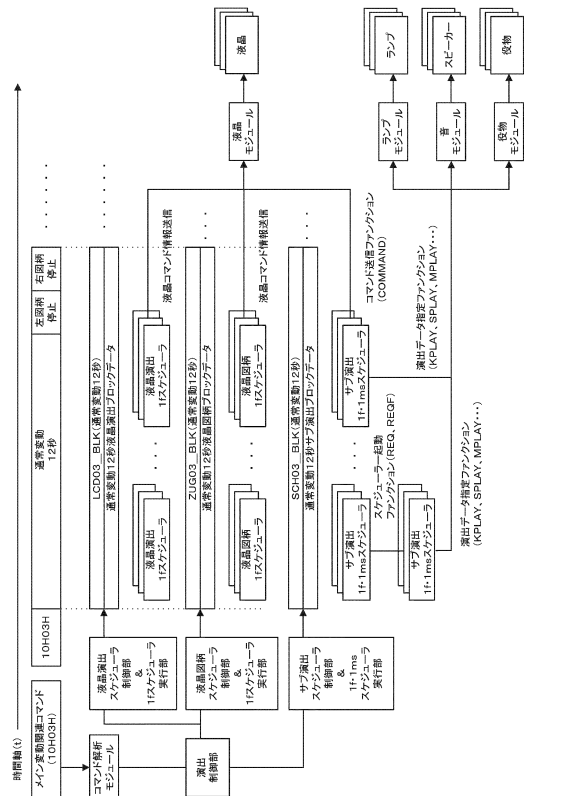 時間軸(t)
メイン変動関連コマンド
(10H03H)
10H03H
通常変動
12秒
左図柄
停止
右図柄
停止
・・・・・・
コマンド解析
モジュール
演出
制御部
液晶演出
スケジューラ
制御部
&
1fスケジューラ
実行部
LCD03_BLK(通常変動12秒)
通常変動12秒液晶演出ブロックデータ
・・・・・・
液晶演出
1fスケジューラ
・・・
液晶演出
1fスケジューラ
液晶コマンド情報送信
液晶図柄
スケジューラ
制御部
&
1fスケジューラ
実行部
ZUG03_BLK(通常変動12秒)
通常変動12秒液晶図柄ブロックデータ
・・・
液晶図柄
1fスケジューラ
・・・
液晶図柄
1fスケジューラ
液晶コマンド情報送信
液晶
モジュール
液晶
サブ演出
スケジューラ
制御部
&
1f・1ms
スケジューラ
実行部
SCH03_BLK(通常変動12秒)
通常変動12秒サブ演出ブロックデータ
・・・
サブ演出
1f・1msスケジューラ
・・・
サブ演出
1f・1msスケジューラ
コマンド送信ファンクション
(COMMAND)
スケジューラー起動
ファンクション(REQ、REQF)
サブ演出
1f・1msスケジューラ
演出データ指定ファンクション
(KPLAY、SPLAY、MPLAY・・・)
演出データ指定ファンクション
(KPLAY、SPLAY、MPLAY・・・)
ランプ
モジュール
ランプ
音
モジュール
スピーカー
役物
モジュール
役物